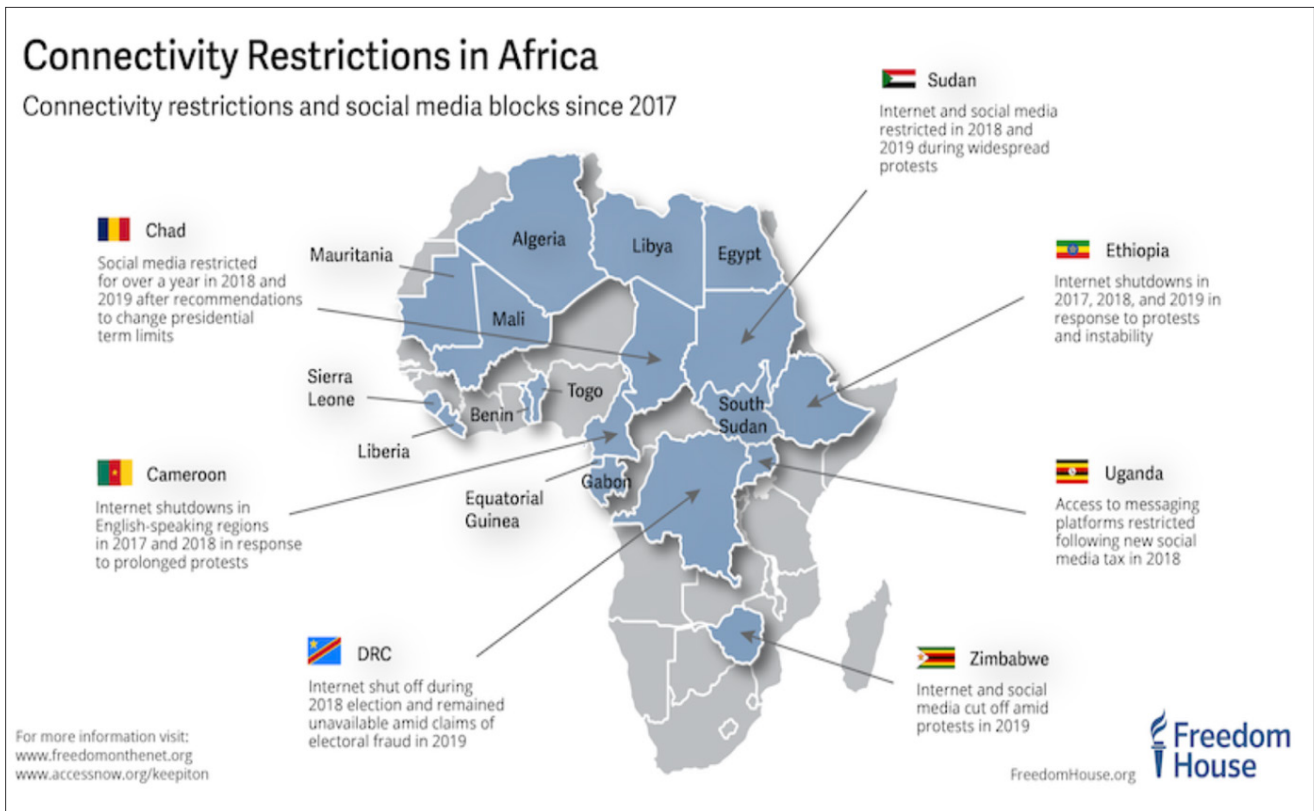 Connectivity Restrictions in Africa
Connectivity restrictions and social media blocks since 2017
Sudan
Internet and social media
restricted in 2018 and
2019 during widespread
protests
Chad
Social media restricted
for over a year in 2018 and
2019 after recommendations
to change presidential
term limits
Mauritania
Algeria
Libya
Egypt
Ethiopia
Internet shutdowns in
2017, 2018, and 2019 in
response to protests
and instability
Mali
Sierra
Leone
Liberia
Benin
Togo
South
Sudan
Cameroon
Internet shutdowns in
English-speaking regions
in 2017 and 2018 in response
to prolonged protests
Equatorial
Guinea
Gabon
Uganda
Access to messaging
platforms restricted
following new social
media tax in 2018
DRC
Internet shut off during
2018 election and remained
unavailable amid claims of
electoral fraud in 2019
Zimbabwe
Internet and social
media cut off amid
protests in 2019
For more information visit:
www.freedomonthenet.org
www.accessnow.org/keepiton
FreedomHouse.org
Freedom
House